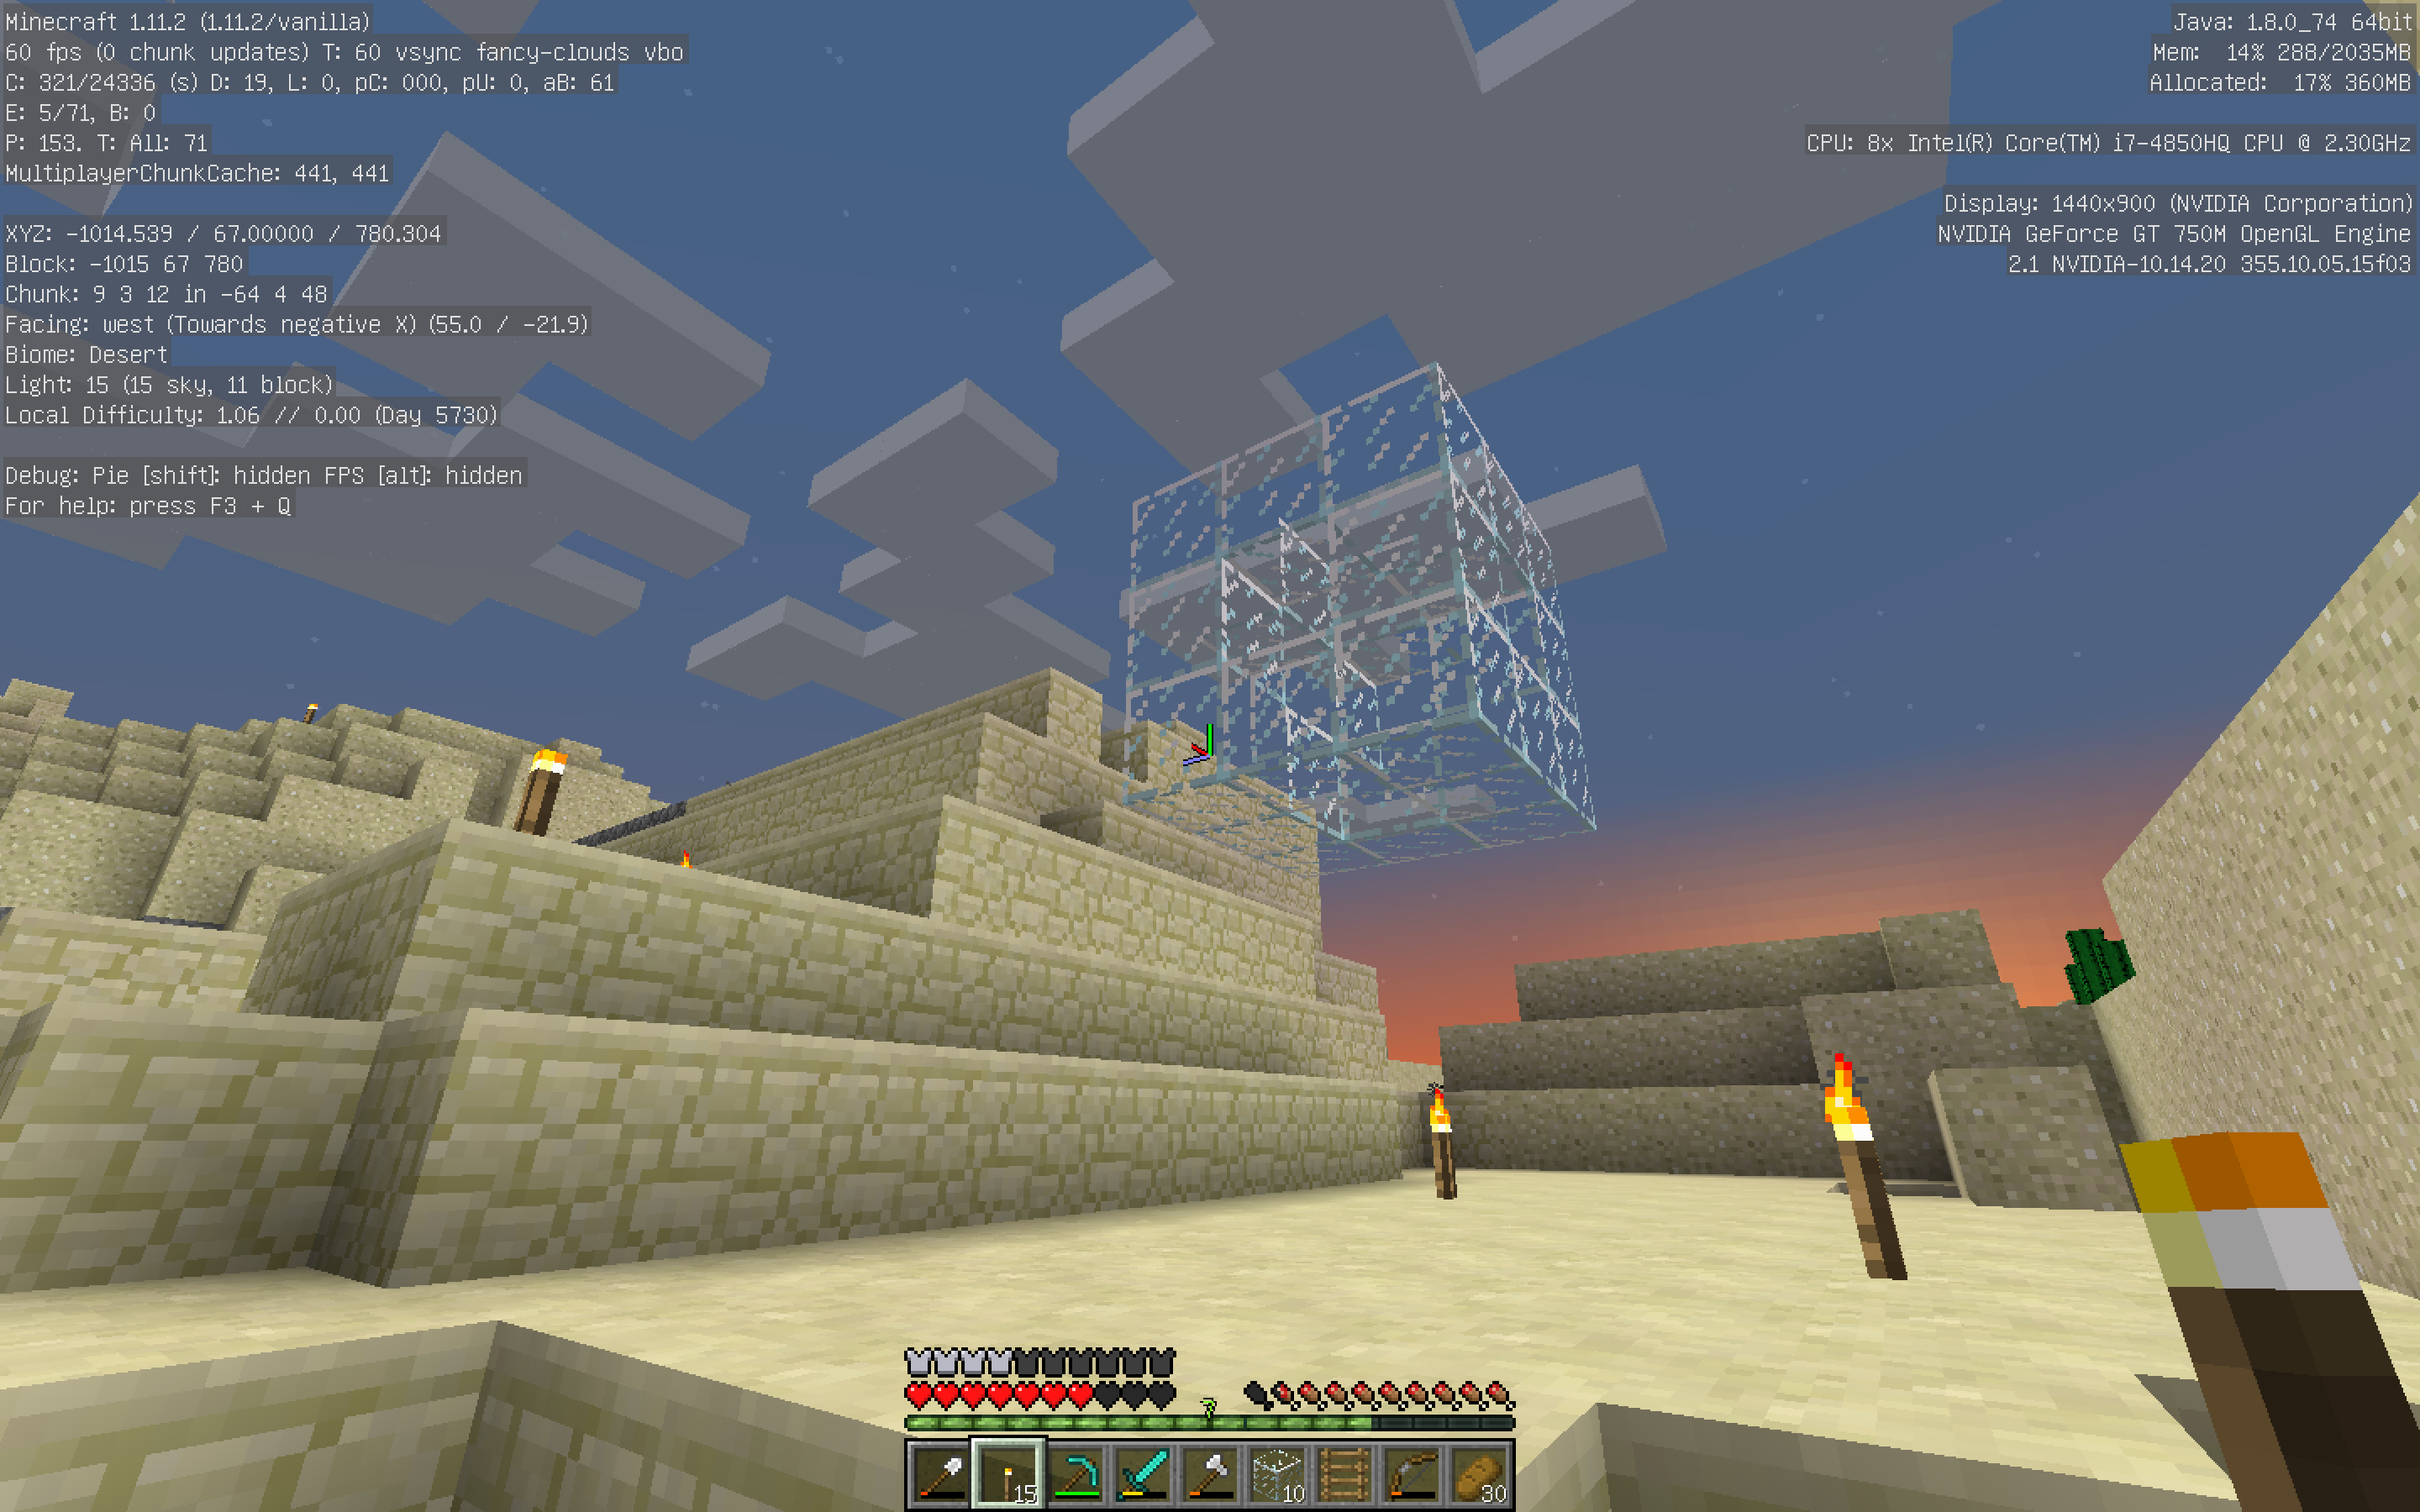 Minecraft 1.11.2 (1.11.2/vanilla)
60 fps (0 chunk updates) T: 60 vsync fancy-clouds vbo
C: 321/24336 (s) D: 19, L: 0, pC: 000, pU: 0, aB: 61
E: 5/71, B: 0
P: 153. T: All: 71
MultiplayerChunkCache: 441, 441
XYZ: -1014.539 / 67.00000 / 780.304
Block: -1015 67 780
Chunk: 9 3 12 in -64 4 48
Facing: west (Towards negative X) (55.0 / -21.9)
Biome: Desert
Light: 15 (15 sky, 11 block)
Local Difficulty: 1.06 // 0.00 (Day 5730)
Debug: Pie [shift]: hidden FPS [alt]: hidden
For help: press F3 + Q
Java: 1.8.0_74 64bit
Mem: 14% 288/2035MB
Allocated: 17% 360MB
CPU: 8x Intel(R) Core(TM) i7-4850HQ CPU @ 2.30GHz
Display: 1440x900 (NVIDIA Corporation)
NVIDIA GeForce GT 750M OpenGL Engine
2.1 NVIDIA-10.14.20 355.10.05.15f03
7
15 10 30